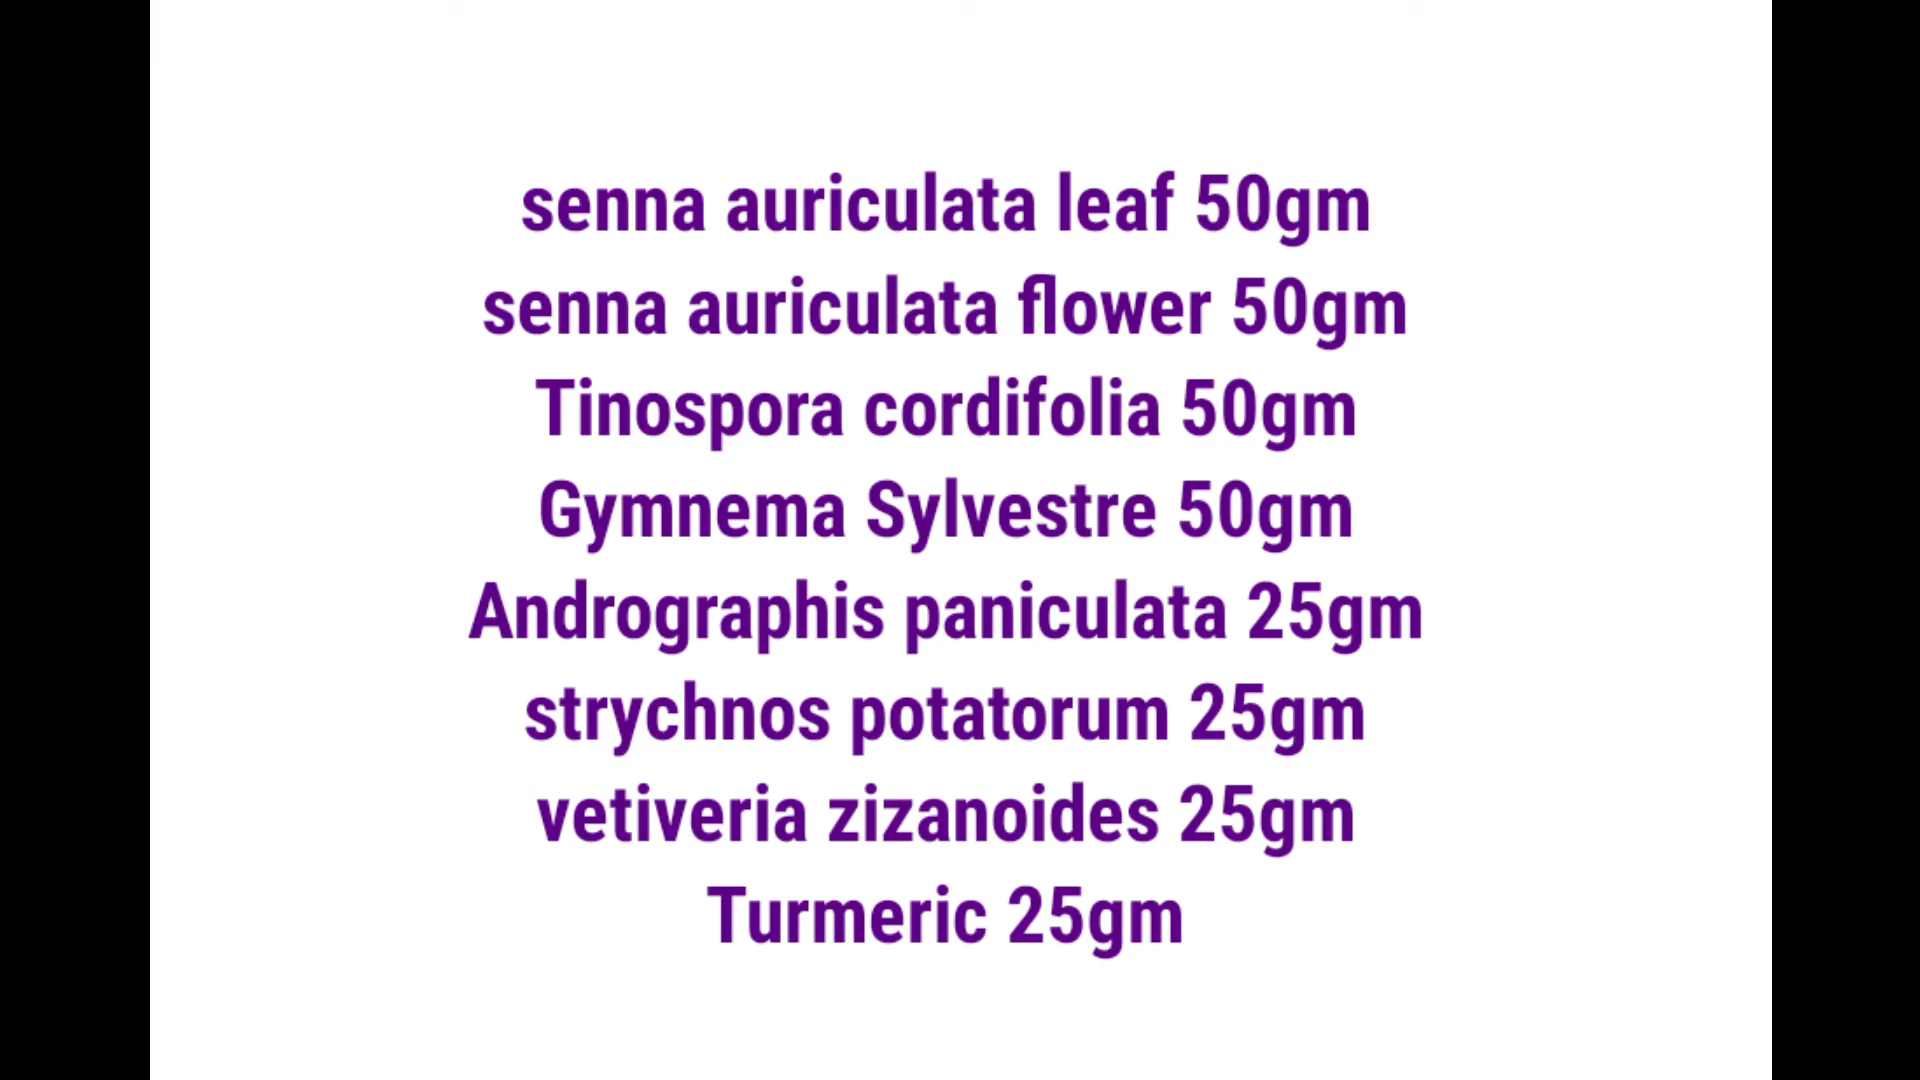 senna auriculata leaf 50gm
senna auriculata flower 50gm
Tinospora cordifolia 50gm
Gymnema Sylvestre 50gm
Andrographis paniculata 25gm
strychnos potatorum 25gm
vetiveria zizanoides 25gm
Turmeric 25gm